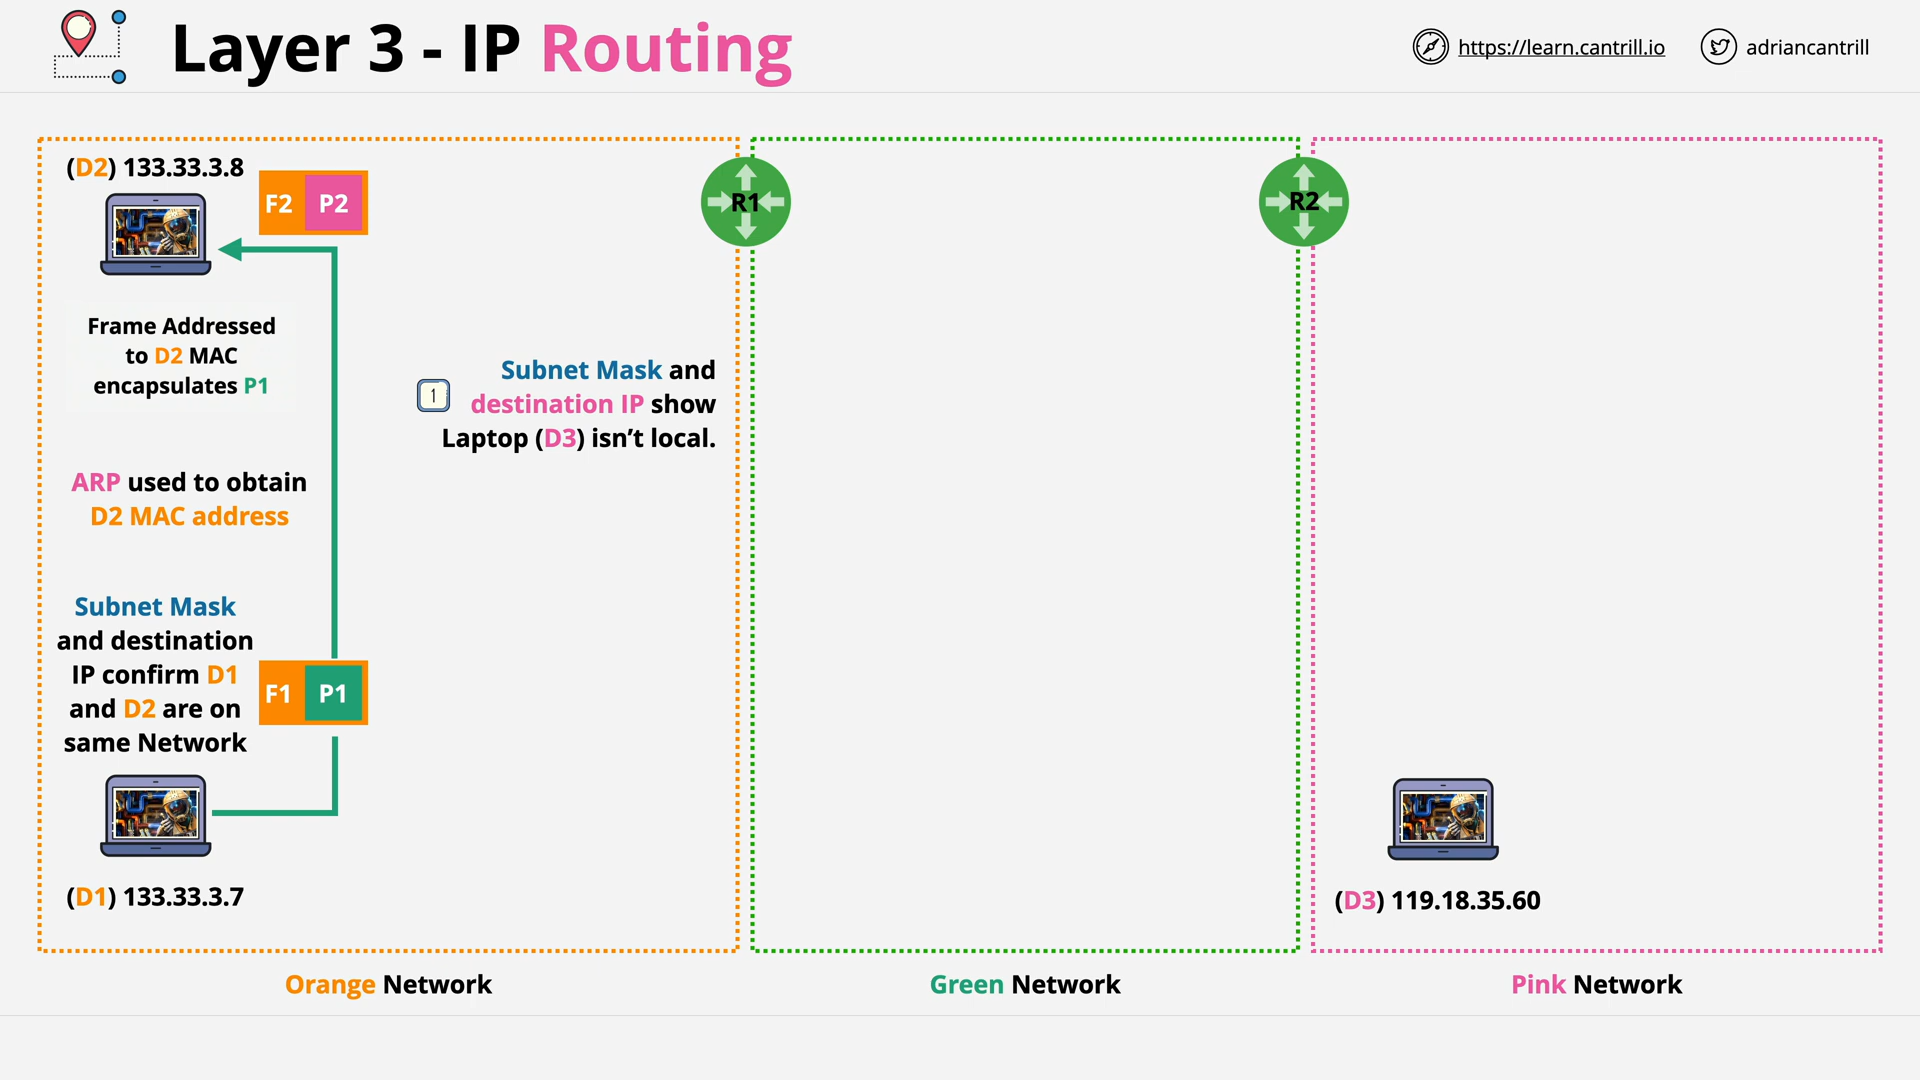 Layer 3 - IP Routing
https://learn.cantrill.io
adriancantrill
(D2) 133.33.3.8
F2 P2
R1
R2
Frame Addressed
to D2 MAC
encapsulates P1
1
Subnet Mask and
destination IP show
Laptop (D3) isn’t local.
ARP used to obtain
D2 MAC address
Subnet Mask
and destination
IP confirm D1
and D2 are on
same Network
F1 P1
(D1) 133.33.3.7
(D3) 119.18.35.60
Orange Network
Green Network
Pink Network